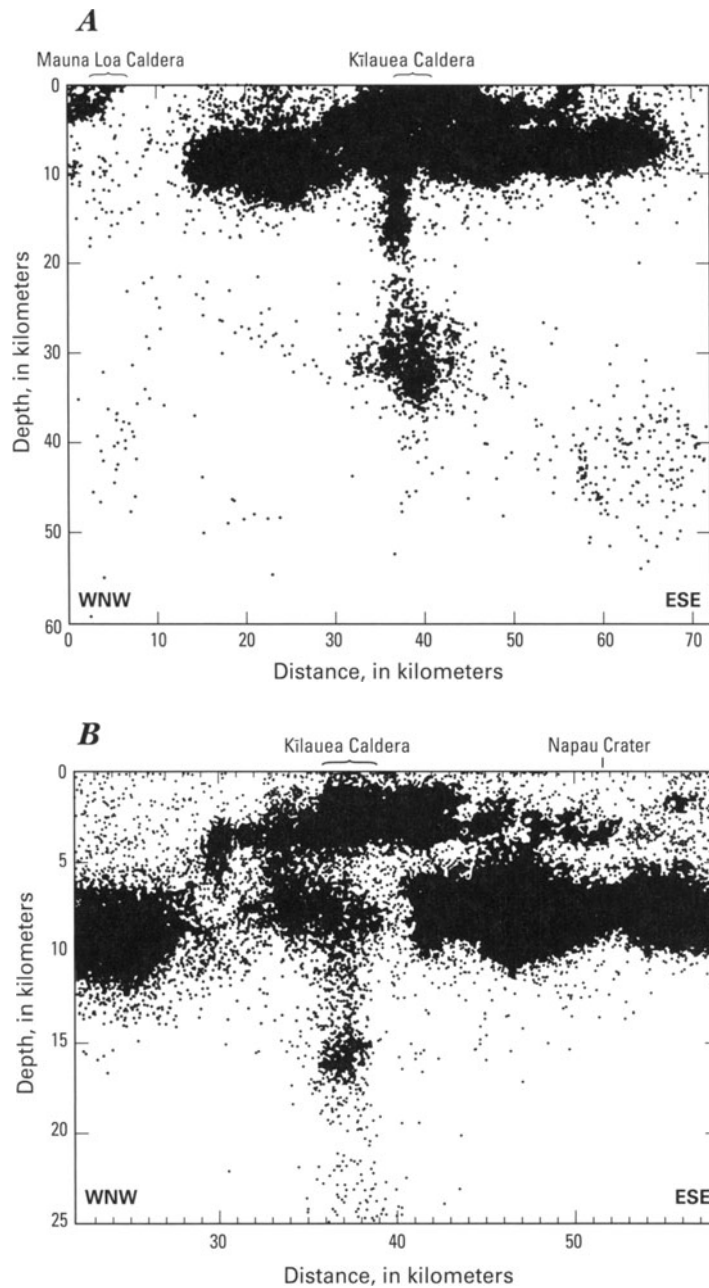 A
Mauna Loa Caldera Kīlauea Caldera
0
10
20
30
40
50
60
Depth, in kilometers
WNW ESE
0 10 20 30 40 50 60 70
Distance, in kilometers
B
Kīlauea Caldera Napau Crater
0
5
10
15
20
25
Depth, in kilometers
WNW ESE
30 40 50
Distance, in kilometers